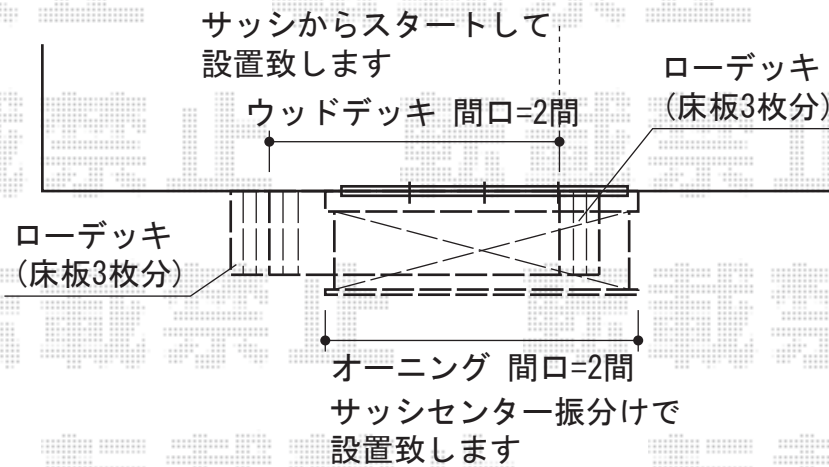 サッシからスタートして
設置致します
ウッドデッキ 間口=2間
ローデッキ
(床板3枚分)
ローデッキ
(床板3枚分)
オーニング 間口=2間
サッシセンター振分けで
設置致します